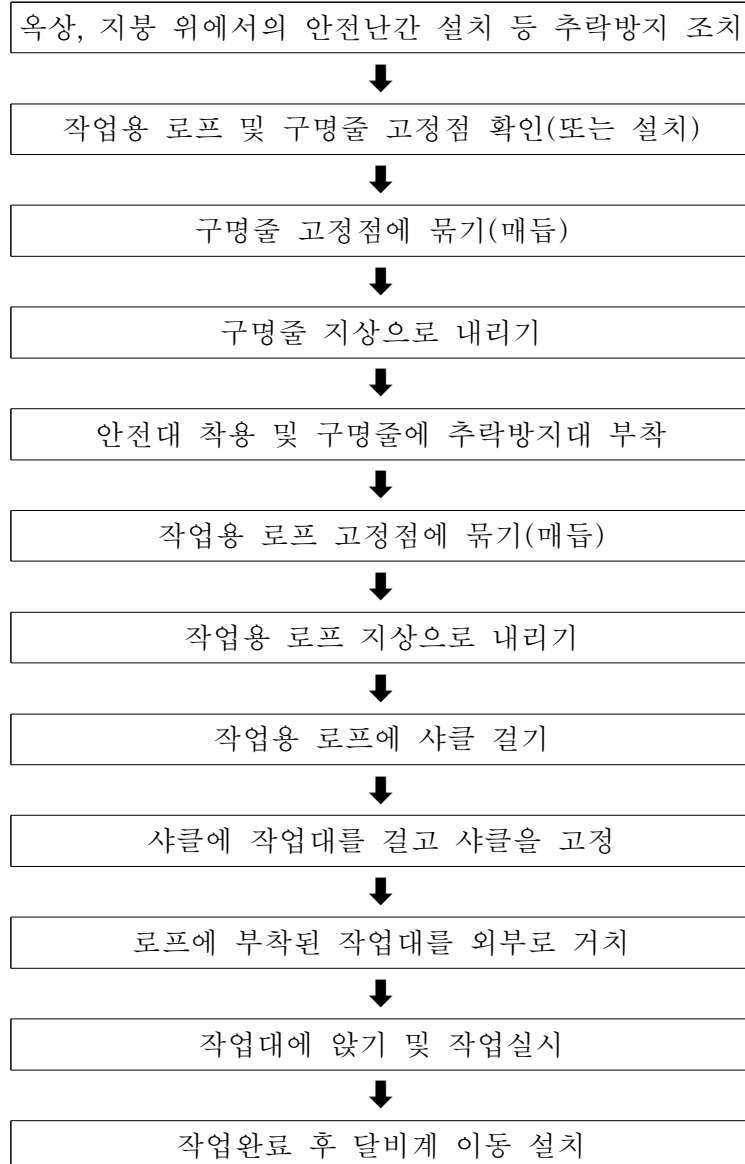 옥상, 지붕 위에서의 안전난간 설치 등 추락방지 조치
작업용 로프 및 구명줄 고정점 확인(또는 설치)
구명줄 고정점에 묶기(매듭)
구명줄 지상으로 내리기
안전대 착용 및 구명줄에 추락방지대 부착
작업용 로프 고정점에 묶기(매듭)
작업용 로프 지상으로 내리기
작업용 로프에 샤클 걸기
샤클에 작업대를 걸고 샤클을 고정
로프에 부착된 작업대를 외부로 거치
작업대에 앉기 및 작업실시
작업완료 후 달비계 이동 설치